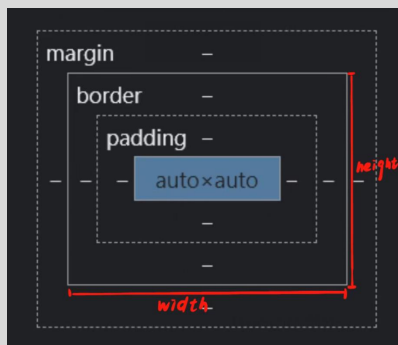 margin –
border –
padding –
– – – auto×auto – – –
height
–
–
width
–